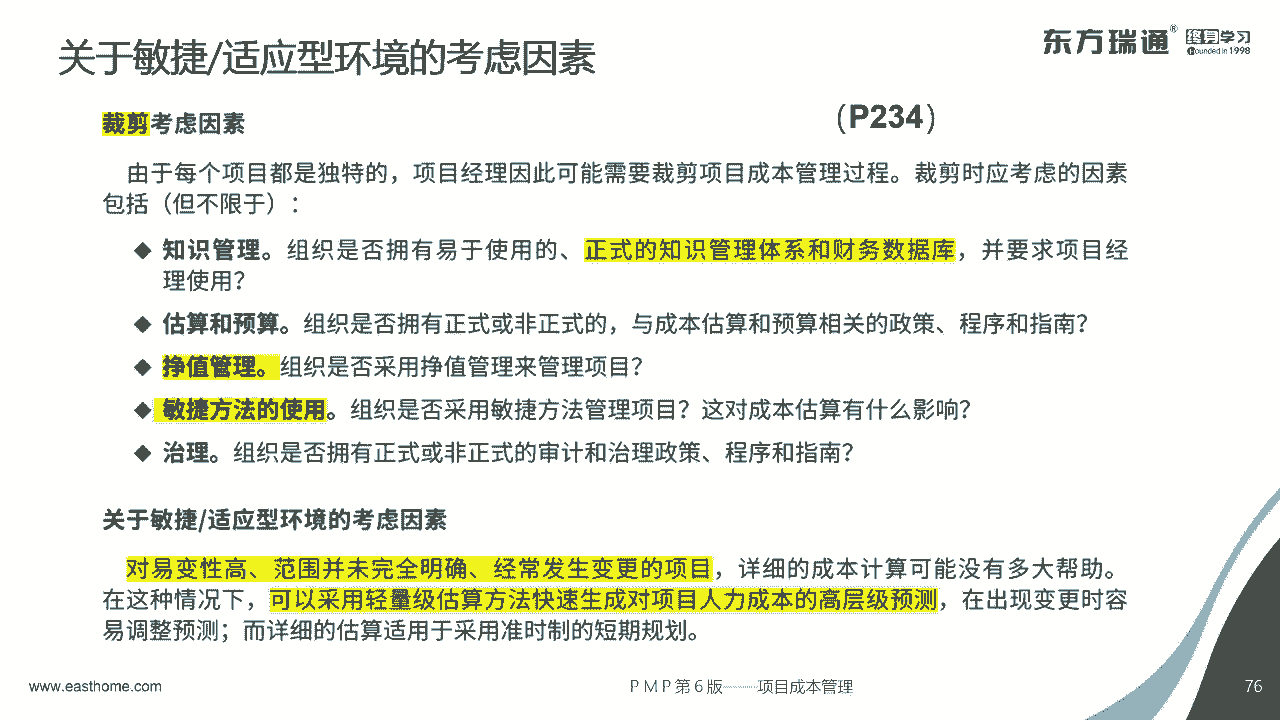 关于敏捷/适应型环境的考虑因素
东方瑞通® 终身学习
founded in 1998
裁剪考虑因素
（P234）
由于每个项目都是独特的，项目经理因此可能需要裁剪项目成本管理过程。裁剪时应考虑的因素
包括（但不限于）：
◆ 知识管理。组织是否拥有易于使用的、正式的知识管理体系和财务数据库，并要求项目经
理使用？
◆ 估算和预算。组织是否拥有正式或非正式的，与成本估算和预算相关的政策、程序和指南？
◆ 挣值管理。组织是否采用挣值管理来管理项目？
◆ 敏捷方法的使用。组织是否采用敏捷方法管理项目？这对成本估算有什么影响？
◆ 治理。组织是否拥有正式或非正式的审计和治理政策、程序和指南？
关于敏捷/适应型环境的考虑因素
对易变性高、范围并未完全明确、经常发生变更的项目，详细的成本计算可能没有多大帮助。
在这种情况下，可以采用轻量级估算方法快速生成对项目人力成本的高层级预测，在出现变更时容
易调整预测；而详细的估算适用于采用准时制的短期规划。
www.easthome.com
PMP第6版——项目成本管理
76